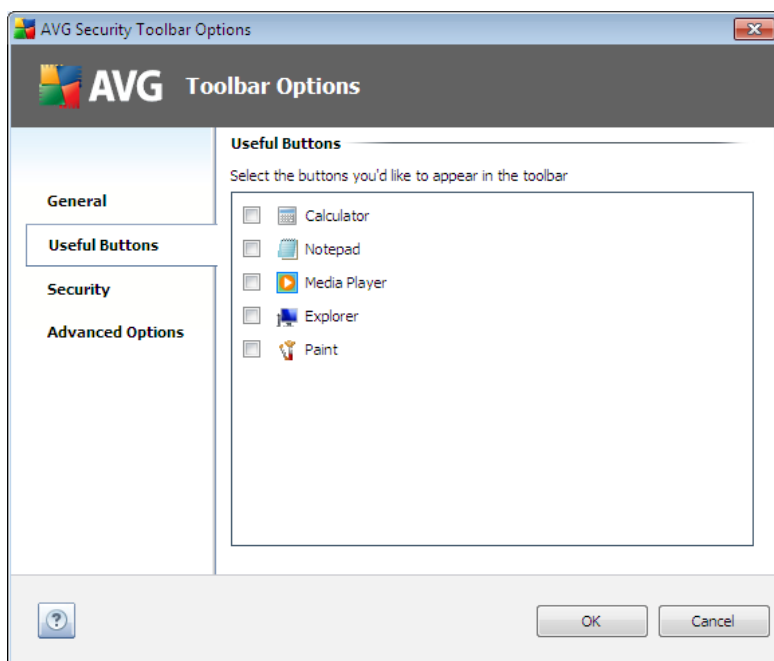 AVG Security Toolbar Options
AVG Toolbar Options
Useful Buttons
Select the buttons you'd like to appear in the toolbar
General
Useful Buttons
Security
Advanced Options
Calculator
Notepad
Media Player
Explorer
Paint
?
OK
Cancel